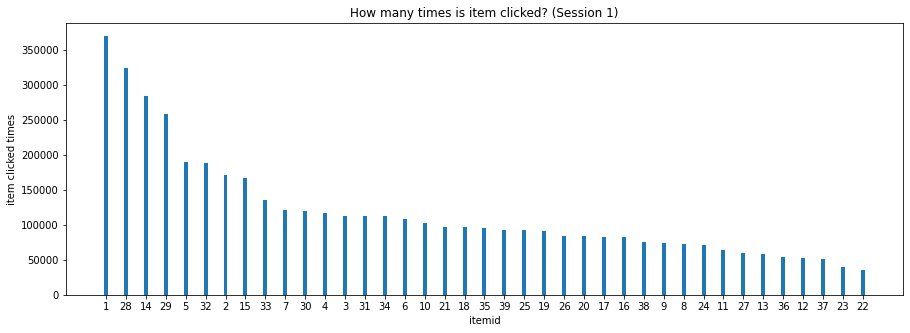 How many times is item clicked? (Session 1)
item clicked times
350000
300000
250000
200000
150000
100000
50000
0
1 28 14 29 5 32 2 15 33 7 30 4 3 31 34 6 10 21 18 35 39 25 19 26 20 17 16 38 9 8 24 11 27 13 36 12 37 23 22
itemid